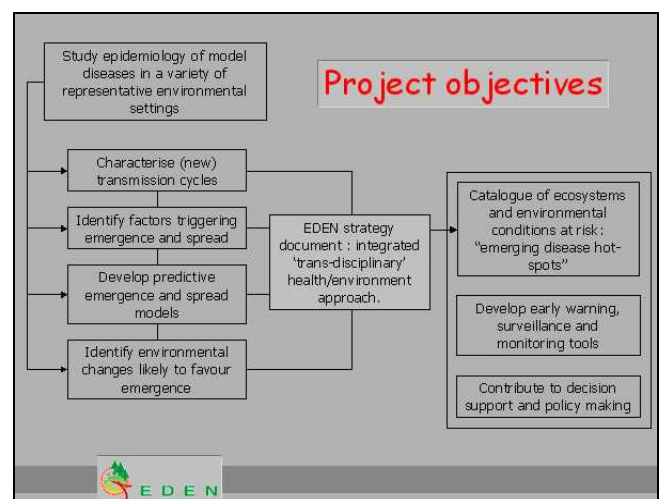 Study epidemiology of model
diseases in a variety of
representative environmental
settings
Project objectives
Characterise (new)
transmission cycles
Identify factors triggering
emergence and spread
Develop predictive
emergence and spread
models
Identify environmental
changes likely to favour
emergence
EDEN strategy
document : integrated
'trans-disciplinary'
health/environment
approach.
Catalogue of ecosystems
and environmental
conditions at risk:
"emerging disease hot-
spots"
Develop early warning,
surveillance and
monitoring tools
Contribute to decision
support and policy making
EDEN